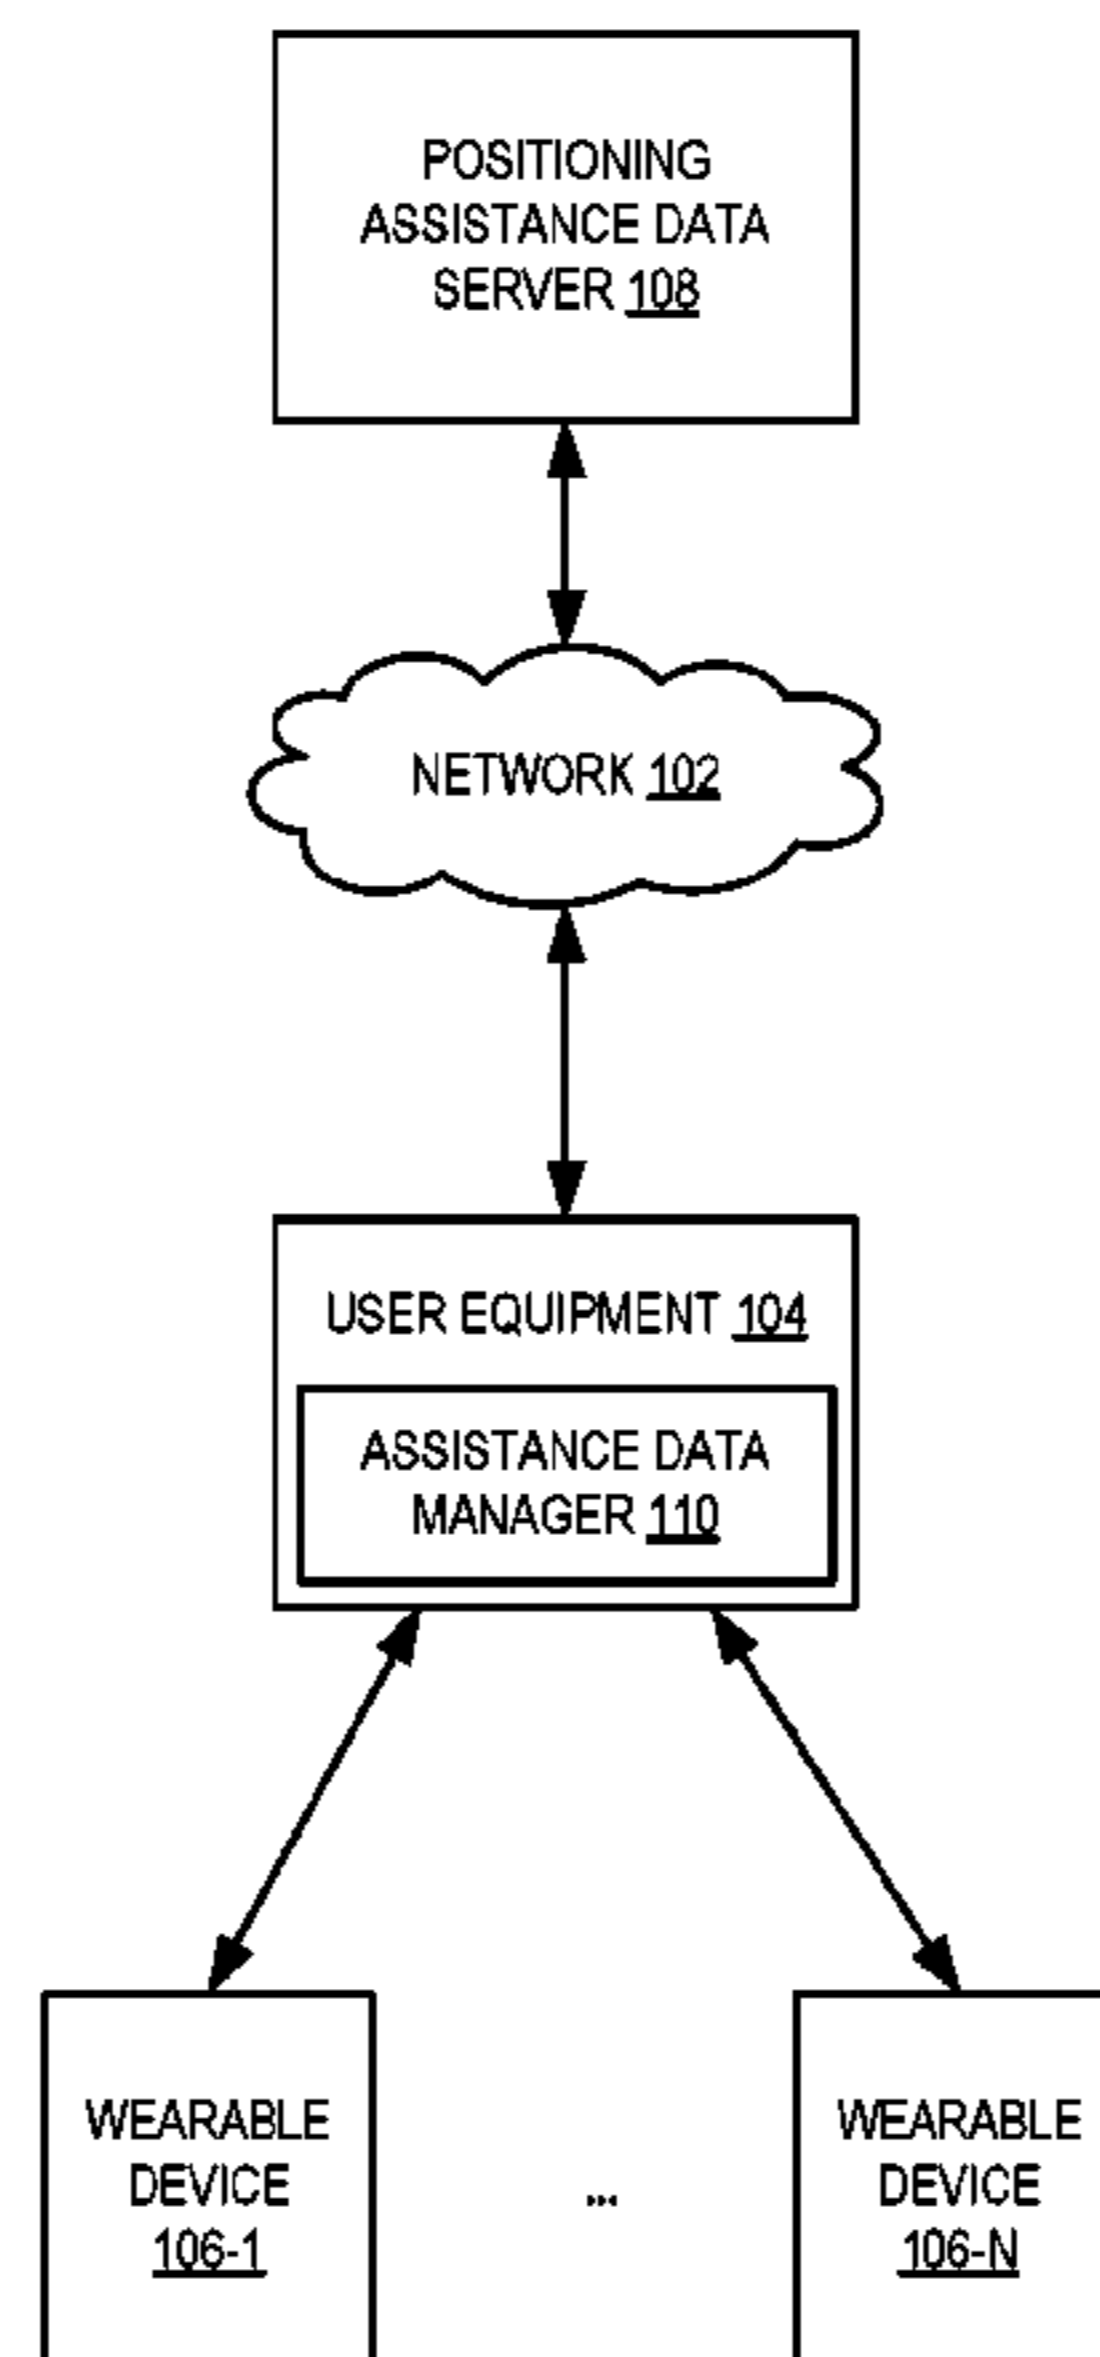 POSITIONING
ASSISTANCE DATA
SERVER 108
NETWORK 102
USER EQUIPMENT 104
ASSISTANCE DATA
MANAGER 110
WEARABLE
DEVICE
106-1
...
WEARABLE
DEVICE
106-N